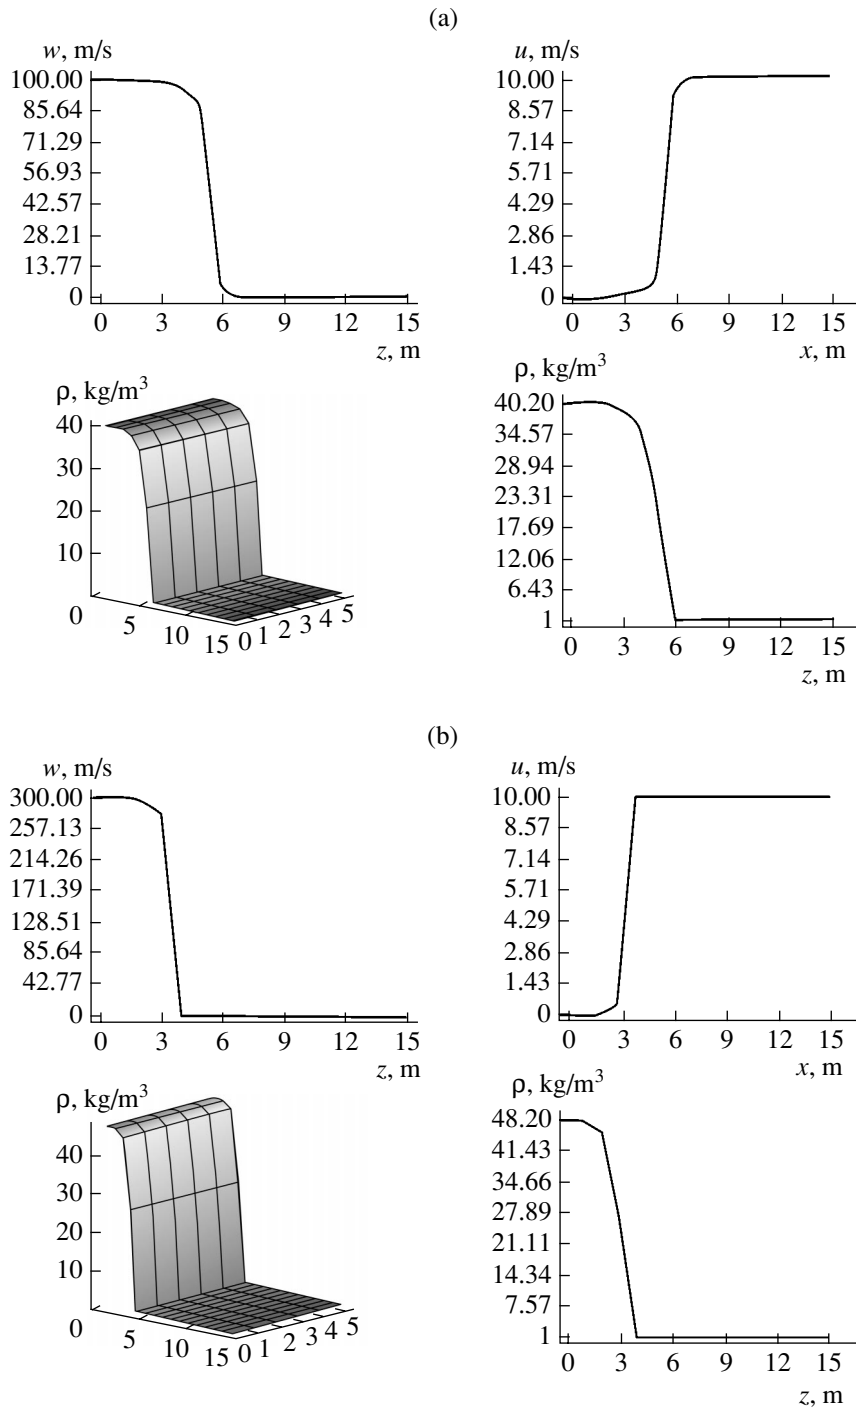 (a)
w, m/s
100.00
85.64
71.29
56.93
42.57
28.21
13.77
0
0 3 6 9 12 15
z, m
u, m/s
10.00
8.57
7.14
5.71
4.29
2.86
1.43
0
0 3 6 9 12 15
x, m
ρ, kg/m³
40
30
20
10
0 5 10 15
0 1 2 3 4 5
ρ, kg/m³
40.20
34.57
28.94
23.31
17.69
12.06
6.43
1
0 3 6 9 12 15
z, m
(b)
w, m/s
300.00
257.13
214.26
171.39
128.51
85.64
42.77
0
0 3 6 9 12 15
z, m
u, m/s
10.00
8.57
7.14
5.71
4.29
2.86
1.43
0
0 3 6 9 12 15
x, m
ρ, kg/m³
40
30
20
10
0 5 10 15
0 1 2 3 4 5
ρ, kg/m³
48.20
41.43
34.66
27.89
21.11
14.34
7.57
1
0 3 6 9 12 15
z, m